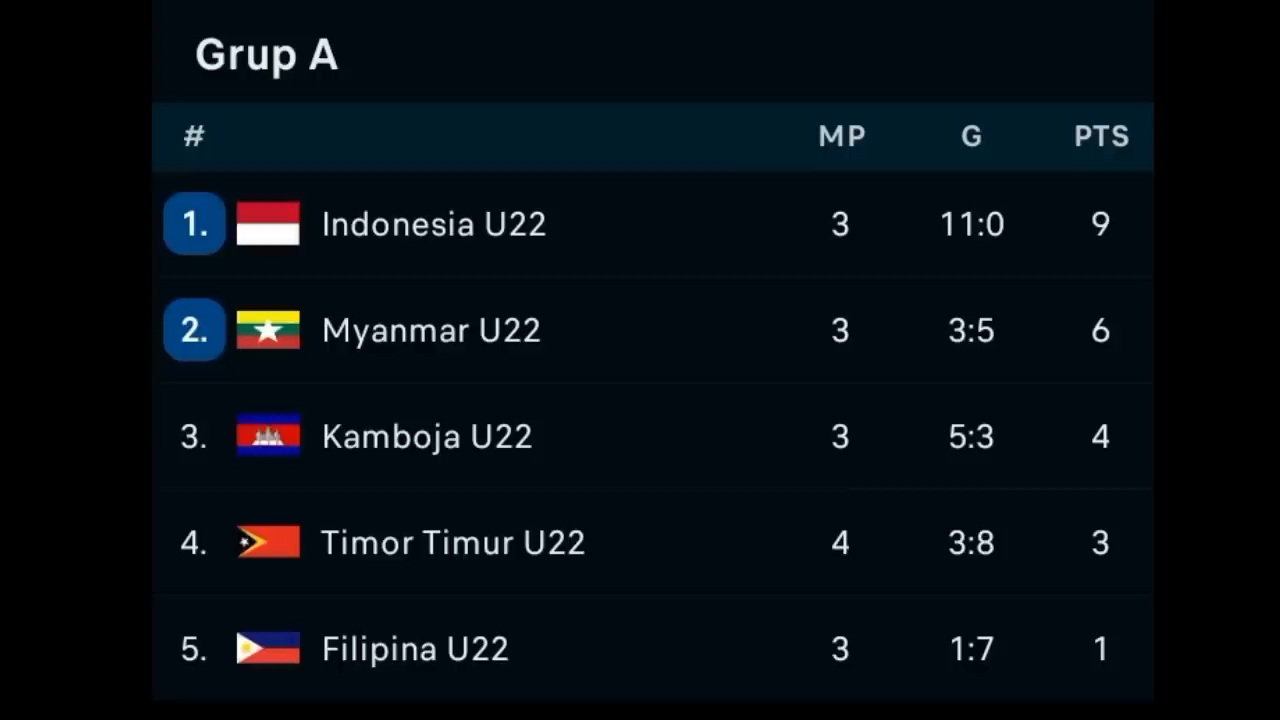 Grup A
# MP G PTS
1. Indonesia U22 3 11:0 9
2. Myanmar U22 3 3:5 6
3. Kamboja U22 3 5:3 4
4. Timor Timur U22 4 3:8 3
5. Filipina U22 3 1:7 1